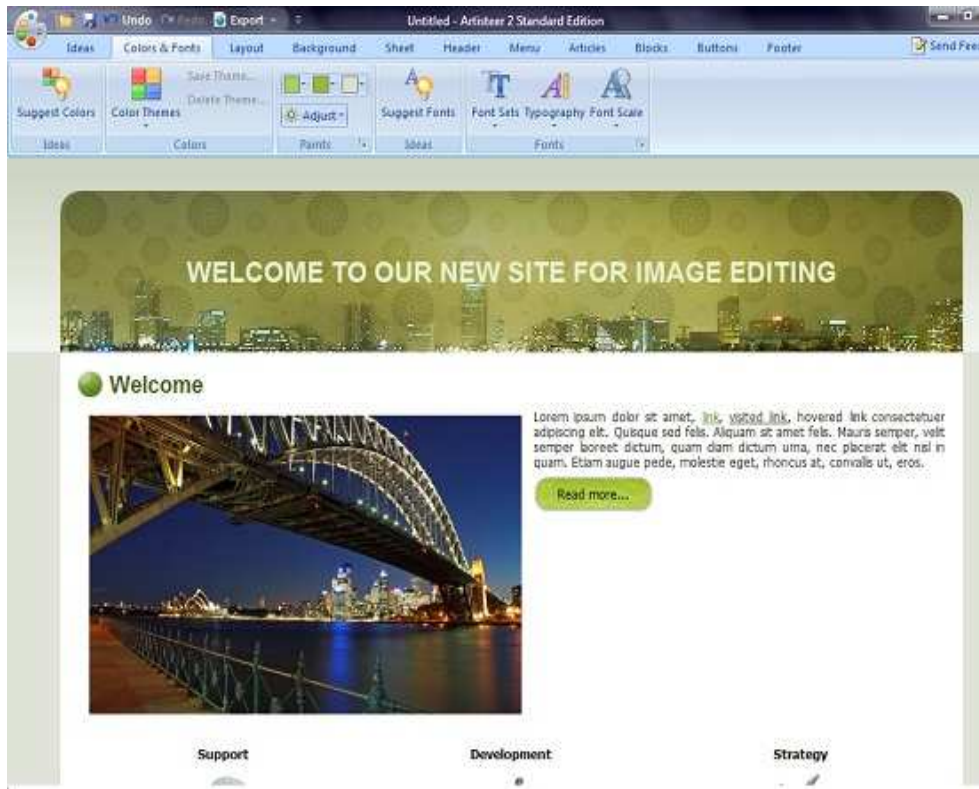 Undo Redo Export Untitled - Artisteer 2 Standard Edition
Ideas Colors & Fonts Layout Background Sheet Header Menu Articles Blocks Buttons Footer Send Fee
Save Theme...
Delete Theme...
Suggest Colors Color Themes Adjust Suggest Fonts Font Sets Typography Font Scale
Ideas Colors Paints Ideas Fonts
WELCOME TO OUR NEW SITE FOR IMAGE EDITING
Welcome
Lorem ipsum dolor sit amet, link, visited link, hovered link consectetuer
adipiscing elit. Quisque sed felis. Aliquam sit amet felis. Mauris semper, velit
semper laoreet dictum, quam diam dictum urna, nec placerat elit nisl in
quam. Etiam augue pede, molestie eget, rhoncus at, convallis ut, eros.
Read more...
Support Development Strategy